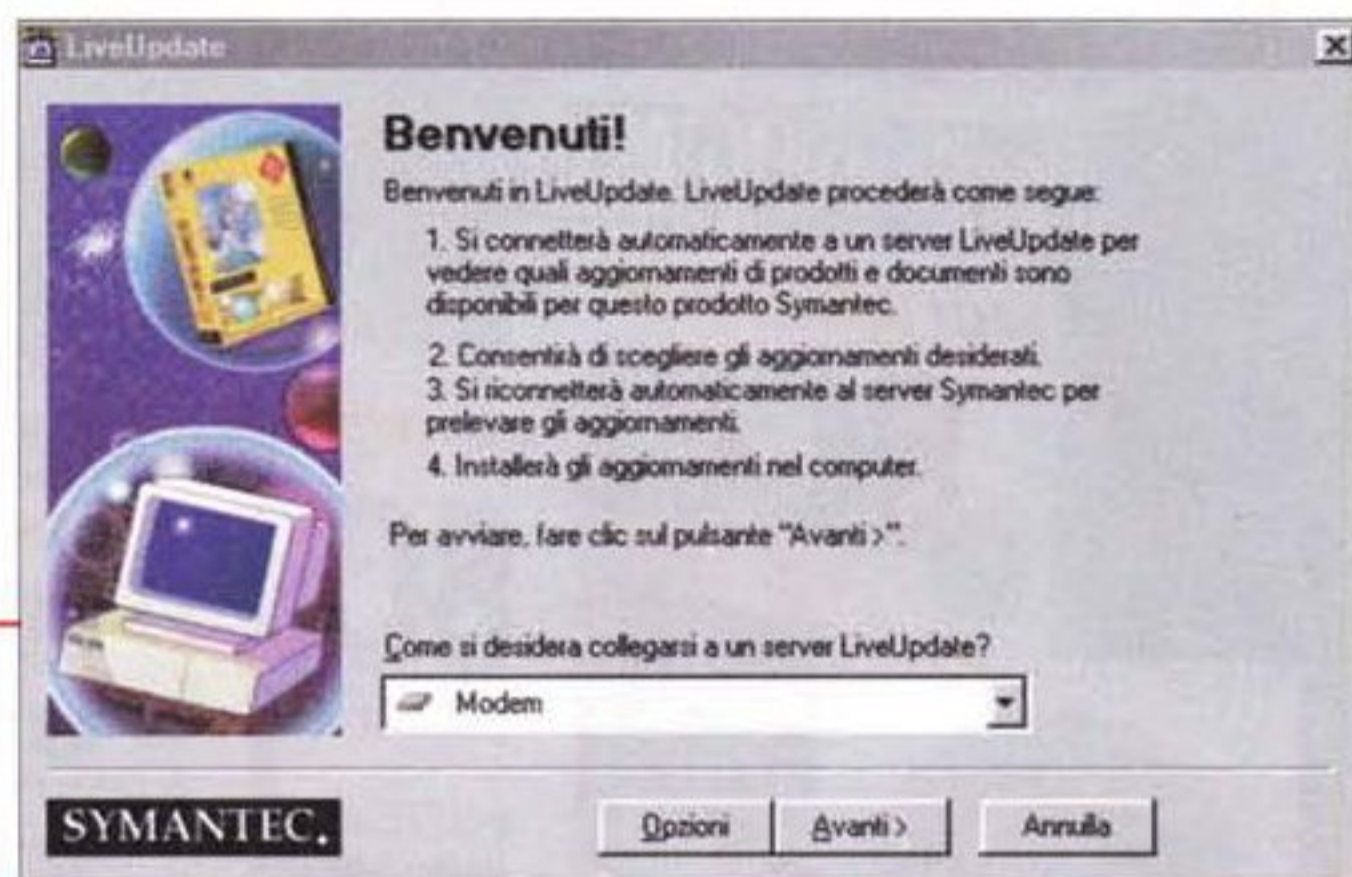 LiveUpdate
Benvenuti!
Benvenuti in LiveUpdate. LiveUpdate procederà come segue:
1. Si connetterà automaticamente a un server LiveUpdate per
vedere quali aggiornamenti di prodotti e documenti sono
disponibili per questo prodotto Symantec.
2. Consentirà di scegliere gli aggiornamenti desiderati.
3. Si riconnetterà automaticamente al server Symantec per
prelevare gli aggiornamenti.
4. Installerà gli aggiornamenti nel computer.
Per avviare, fare clic sul pulsante "Avanti >".
Come si desidera collegarsi a un server LiveUpdate?
Modem
SYMANTEC.
Opzioni
Avanti >
Annulla